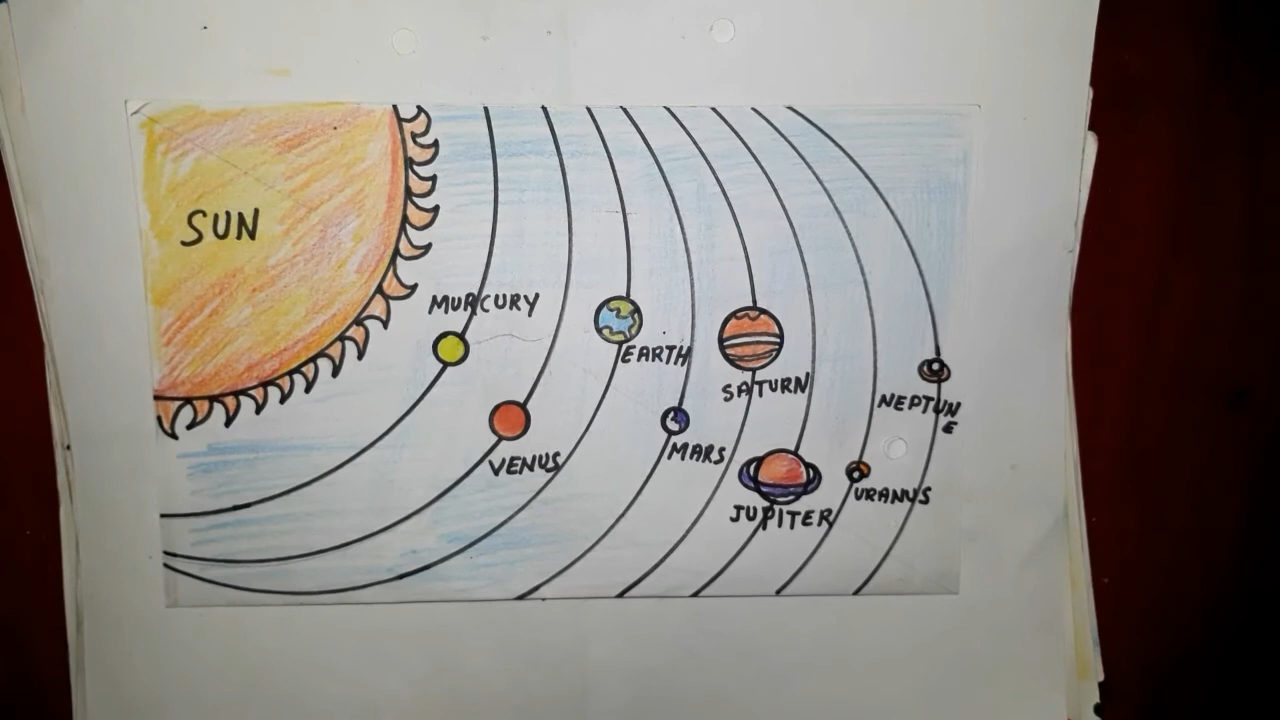 SUN
MURCURY
EARTH
SATURN
NEPTUN
E
MARS
VENUS
URANUS
JUPITER